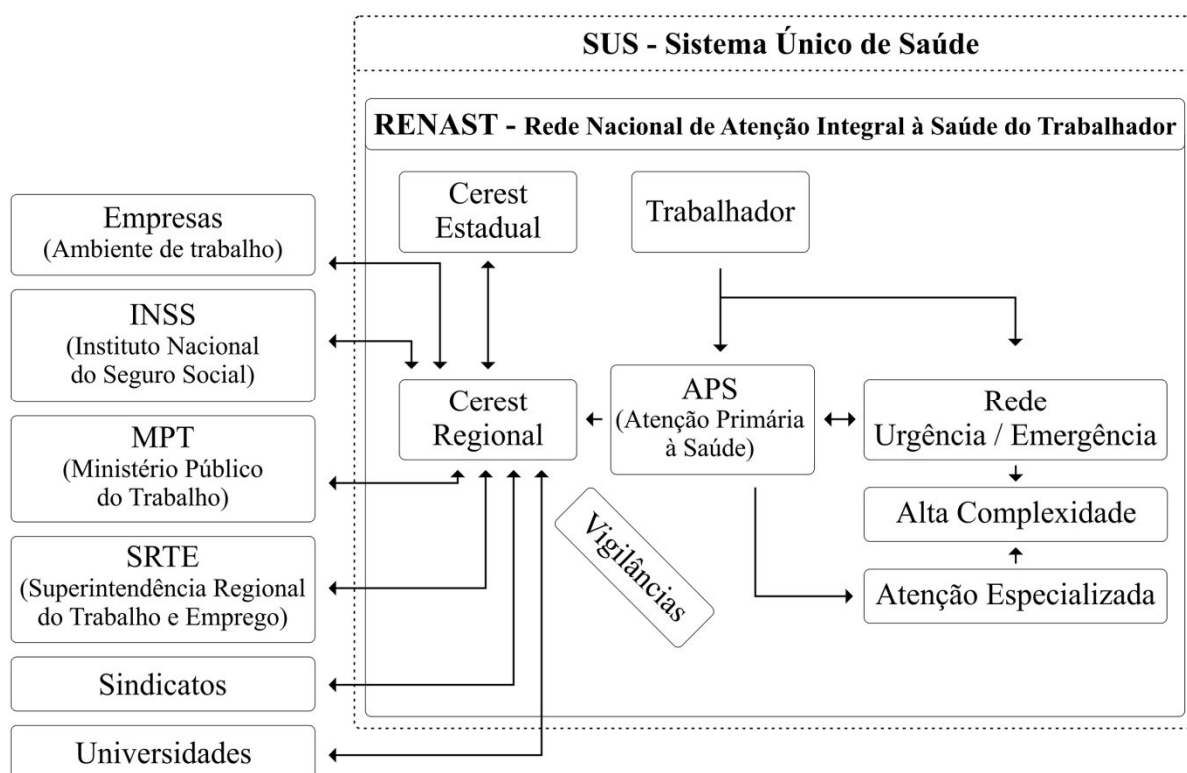 SUS - Sistema Único de Saúde
RENAST - Rede Nacional de Atenção Integral à Saúde do Trabalhador
Cerest
Estadual
Trabalhador
Empresas
(Ambiente de trabalho)
INSS
(Instituto Nacional
do Seguro Social)
MPT
(Ministério Público
do Trabalho)
SRTE
(Superintendência Regional
do Trabalho e Emprego)
Sindicatos
Universidades
Cerest
Regional
APS
(Atenção Primária
à Saúde)
Rede
Urgência / Emergência
Alta Complexidade
Atenção Especializada
Vigilâncias